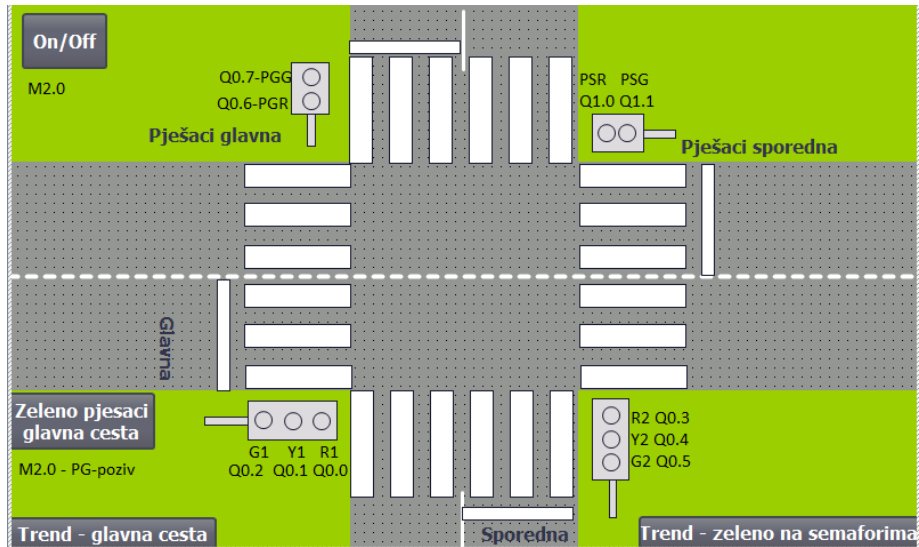 On/Off
M2.0
Q0.7-PGG
Q0.6-PGR
Pješaci glavna
PSR PSG
Q1.0 Q1.1
Pješaci sporedna
Glavna
Zeleno pjesaci
glavna cesta
M2.0 - PG-poziv
G1 Y1 R1
Q0.2 Q0.1 Q0.0
R2 Q0.3
Y2 Q0.4
G2 Q0.5
Trend - glavna cesta
Sporedna
Trend - zeleno na semaforima